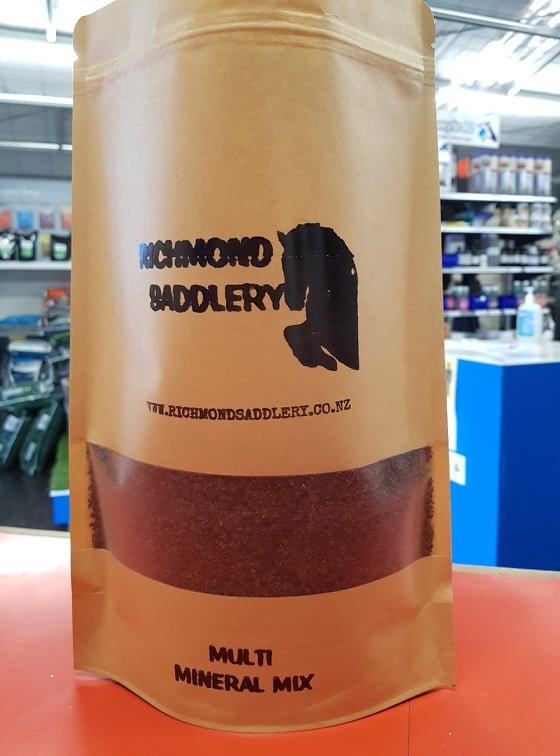 RICHMOND
SADDLERY
WWW.RICHMONDSADDLERY.CO.NZ
MULTI
MINERAL MIX